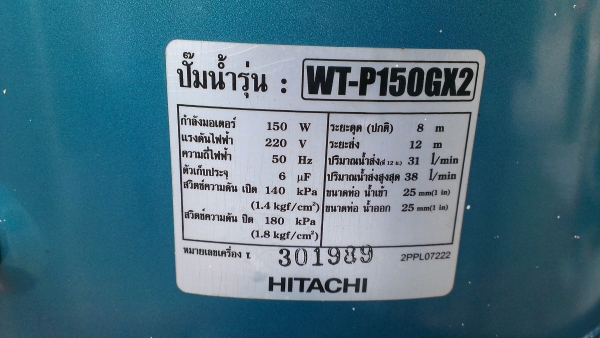 ปั๊มน้ำรุ่น : WT-P150GX2
กำลังมอเตอร์ 150 W
แรงดันไฟฟ้า 220 V
ความถี่ไฟฟ้า 50 Hz
ตัวเก็บประจุ 6 µF
สวิตช์ความดัน เปิด 140 kPa
(1.4 kgf/cm²)
สวิตช์ความดัน ปิด 180 kPa
(1.8 kgf/cm²)
ระยะดูด (ปกติ) 8 m
ระยะส่ง 12 m
ปริมาณน้ำส่ง(ที่ 12 ม.) 31 l/min
ปริมาณน้ำส่งสูงสุด 38 l/min
ขนาดท่อ น้ำเข้า 25 mm(1 in)
ขนาดท่อ น้ำออก 25 mm(1 in)
หมายเลขเครื่อง t 301989 2PPL07222
HITACHI